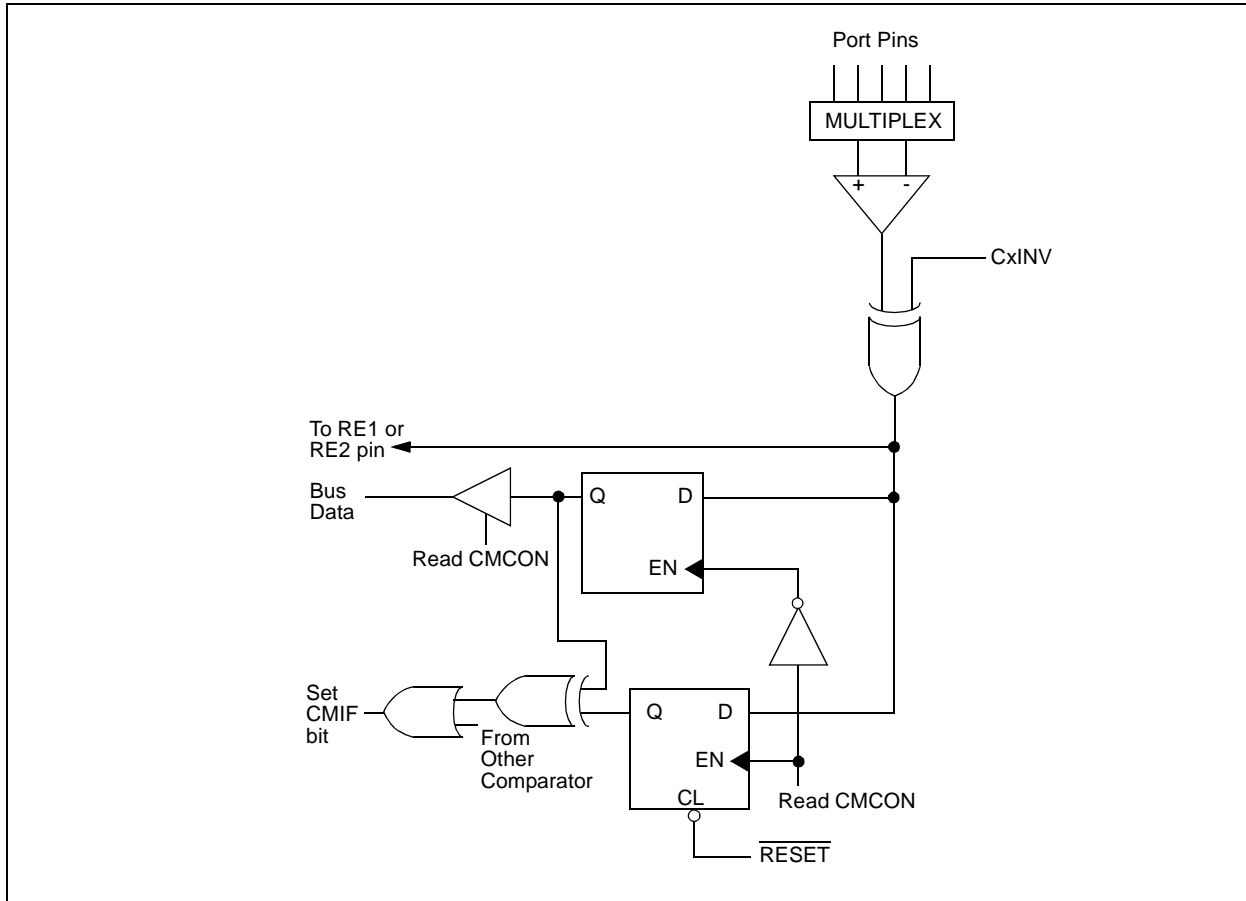 Port Pins
MULTIPLEX
+ -
CxINV
To RE1 or
RE2 pin
Bus
Data
Q D
EN
Read CMCON
Set
CMIF
bit
From
Other
Comparator
Q D
EN
CL
Read CMCON
RESET